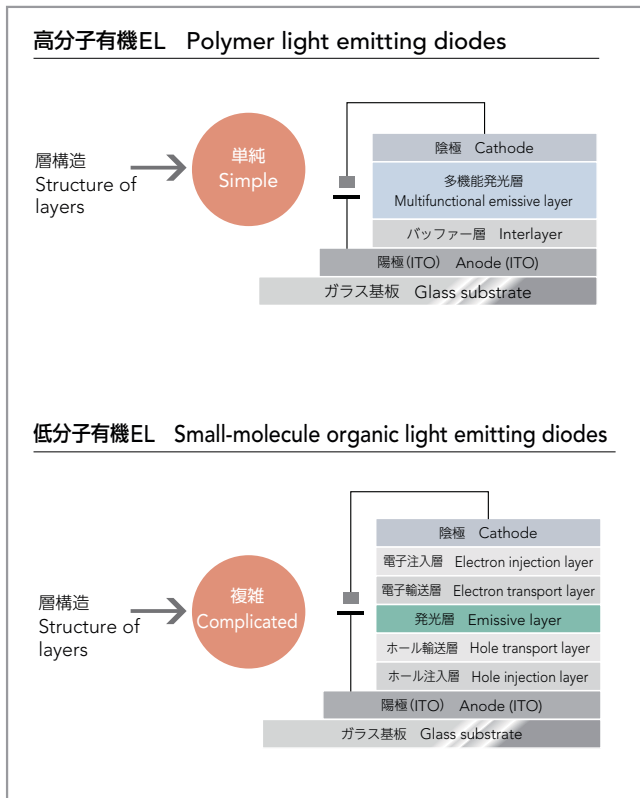 高分子有機EL Polymer light emitting diodes
層構造
Structure of
layers
単純
Simple
陰極 Cathode
多機能発光層
Multifunctional emissive layer
バッファー層 Interlayer
陽極(ITO) Anode (ITO)
ガラス基板 Glass substrate
低分子有機EL Small-molecule organic light emitting diodes
層構造
Structure of
layers
複雑
Complicated
陰極 Cathode
電子注入層 Electron injection layer
電子輸送層 Electron transport layer
発光層 Emissive layer
ホール輸送層 Hole transport layer
ホール注入層 Hole injection layer
陽極(ITO) Anode (ITO)
ガラス基板 Glass substrate